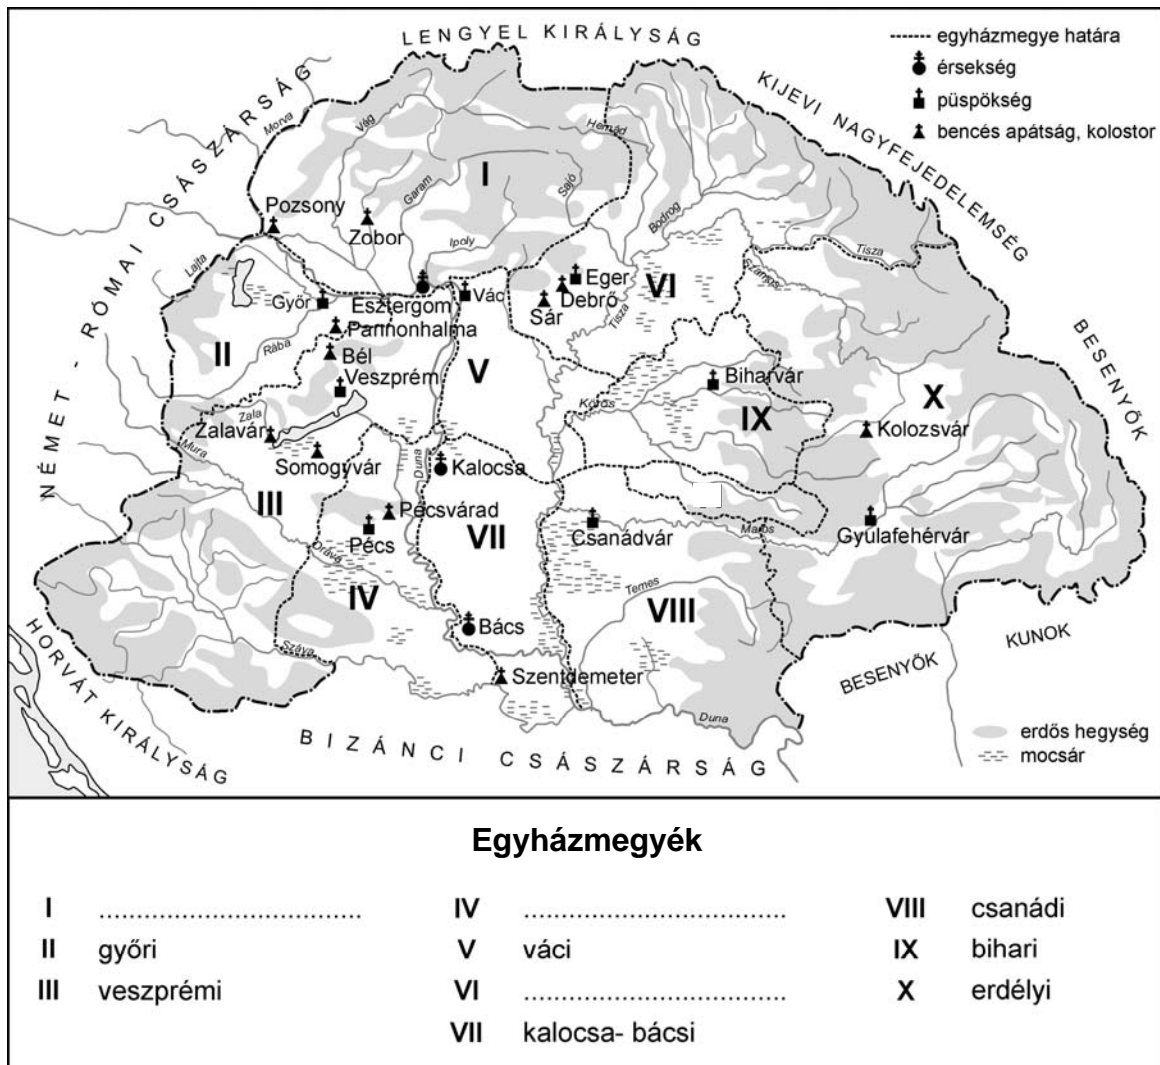 LENGYEL KIRÁLYSÁG
KIJEVI NAGYFEJEDELEMSÉG
NÉMET - RÓMAI CSÁSZÁRSÁG
BESENYŐK
HORVÁT KIRÁLYSÁG
BIZÁNCI CSÁSZÁRSÁG
BESENYŐK
KUNOK
egyházmegye határa
érsekség
püspökség
bencés apátság, kolostor
Morva
Vág
Hernád
Garam
Sajó
Bodrog
Ipoly
Tisza
Szamos
Lajta
Tisza
Rába
Zala
Mura
Duna
Körös
Maros
Dráva
Temes
Száva
Duna
I
II
III
IV
V
VI
VII
VIII
IX
X
Pozsony
Zobor
Győr
Esztergom
Vác
Eger
Debrő
Sár
Pannonhalma
Bél
Veszprém
Biharvár
Zalavár
Somogyvár
Kalocsa
Kolozsvár
Pécsvárad
Pécs
Csanádvár
Gyulafehérvár
Bács
Szentdemeter
erdős hegység
mocsár
Egyházmegyék
I ..................................
II győri
III veszprémi
IV ..................................
V váci
VI ..................................
VII kalocsa- bácsi
VIII csanádi
IX bihari
X erdélyi